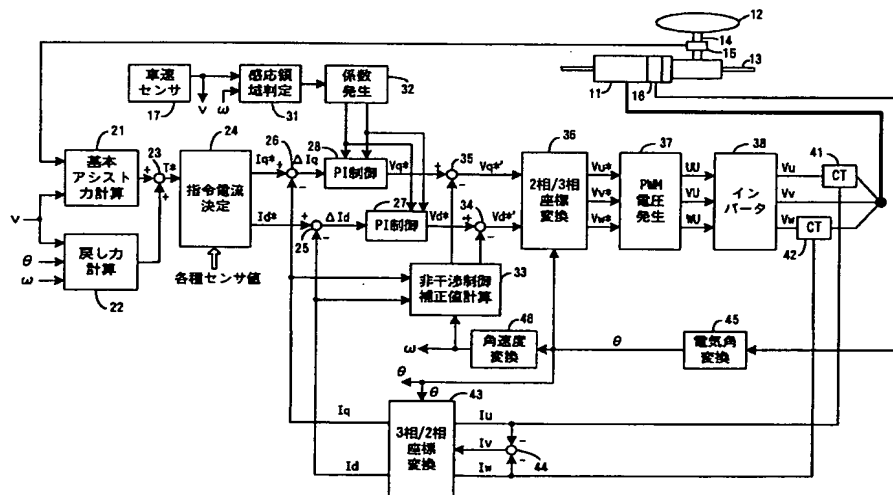 12
14
15
13
11
16
車速
センサ
17
v
ω
感応領
域判定
31
係数
発生
32
21
基本
アシスト
力計算
23
T*
24
指令電流
決定
各種センサ値
Iq*
Id*
26
ΔIq
28
PI制御
Vq*
35
Vq*'
25
ΔId
27
PI制御
Vd*
34
Vd*'
36
2相/3相
座標
変換
Vu*
Vv*
Vw*
37
PWM
電圧
発生
UU
VU
WU
38
イン
バータ
Vu
Vv
Vw
41
CT
CT
42
v
θ
ω
戻し力
計算
22
非干渉制御
補正値計算
33
ω
角速度
変換
48
θ
電気角
変換
45
θ
θ
43
3相/2相
座標
変換
Iq
Id
Iu
Iv
Iw
44